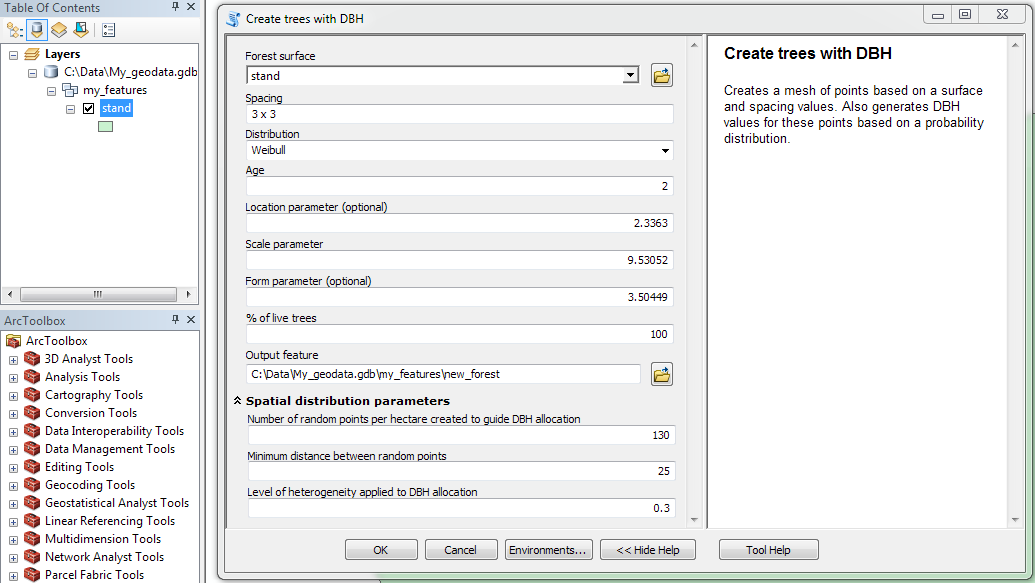 Table Of Contents
Layers
C:\Data\My_geodata.gdb
my_features
stand
ArcToolbox
ArcToolbox
3D Analyst Tools
Analysis Tools
Cartography Tools
Conversion Tools
Data Interoperability Tools
Data Management Tools
Editing Tools
Geocoding Tools
Geostatistical Analyst Tools
Linear Referencing Tools
Multidimension Tools
Network Analyst Tools
Parcel Fabric Tools
Create trees with DBH
Forest surface
stand
Spacing
3 x 3
Distribution
Weibull
Age
2
Location parameter (optional)
2.3363
Scale parameter
9.53052
Form parameter (optional)
3.50449
% of live trees
100
Output feature
C:\Data\My_geodata.gdb\my_features\new_forest
Spatial distribution parameters
Number of random points per hectare created to guide DBH allocation
130
Minimum distance between random points
25
Level of heterogeneity applied to DBH allocation
0.3
OK
Cancel
Environments...
<< Hide Help
Create trees with DBH
Creates a mesh of points based on a surface
and spacing values. Also generates DBH
values for these points based on a probability
distribution.
Tool Help